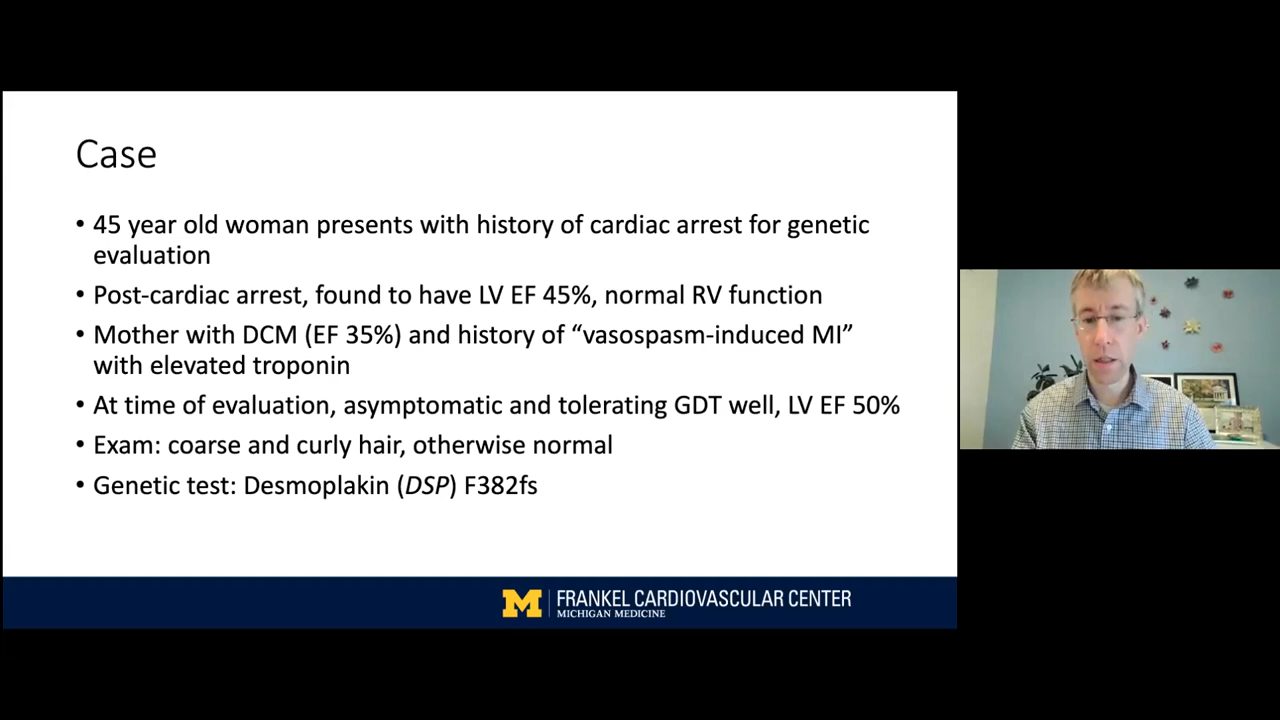 Case
• 45 year old woman presents with history of cardiac arrest for genetic
evaluation
• Post-cardiac arrest, found to have LV EF 45%, normal RV function
• Mother with DCM (EF 35%) and history of “vasospasm-induced MI”
with elevated troponin
• At time of evaluation, asymptomatic and tolerating GDT well, LV EF 50%
• Exam: coarse and curly hair, otherwise normal
• Genetic test: Desmoplakin (DSP) F382fs
M FRANKEL CARDIOVASCULAR CENTER
MICHIGAN MEDICINE